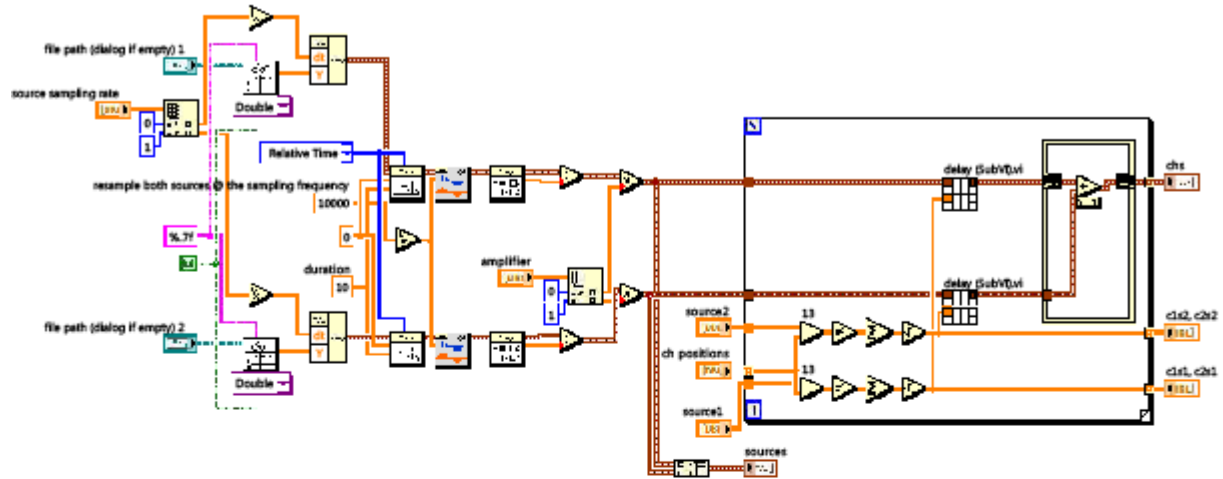 file path (dialog if empty) 1
source sampling rate
dt
Y
Double
0
1
Relative Time
resample both sources @ the sampling frequency
10000
0
%.7f
duration
10
amplifier
0
1
file path (dialog if empty) 2
dt
Y
Double
delay (SubVI).vi
chs
delay (SubVI).vi
source2
13
c1s2, c2s2
ch positions
13
c1s1, c2s1
source1
sources